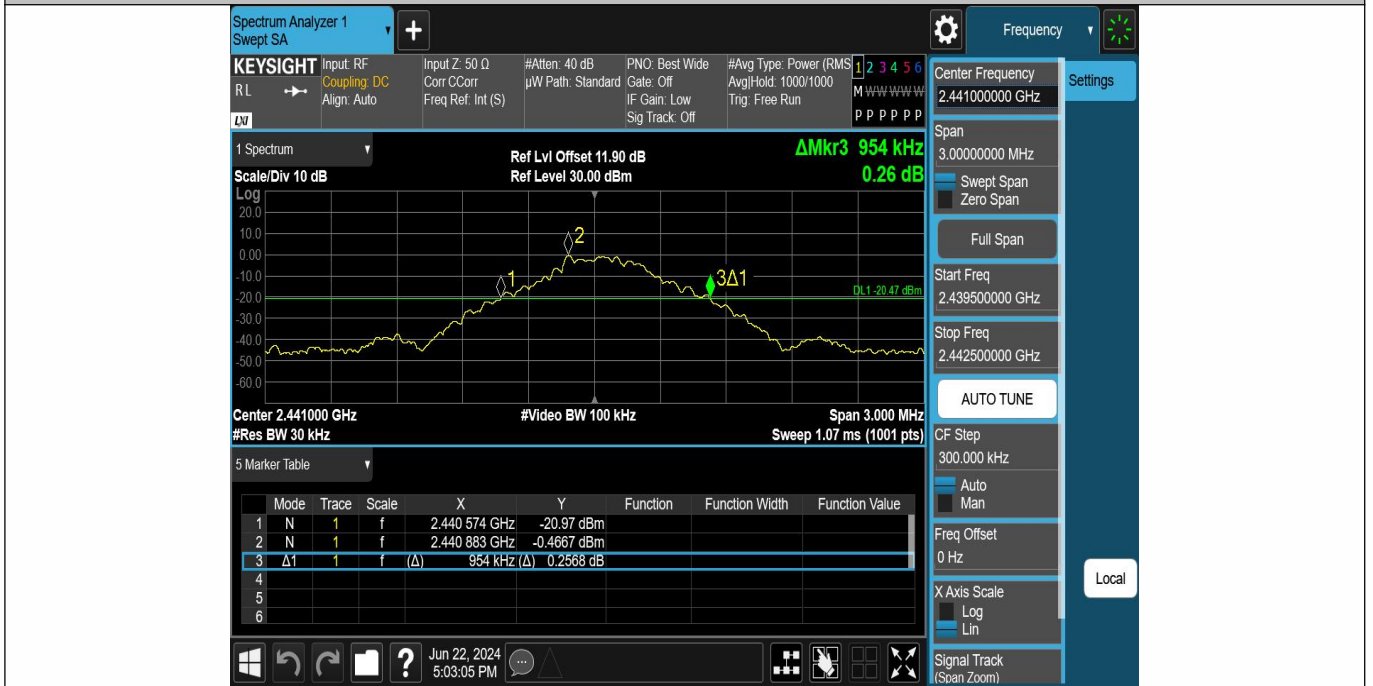 Spectrum Analyzer 1
Swept SA
+
Frequency
KEYSIGHT
RL
LXI
Input: RF
Coupling: DC
Align: Auto
Input Z: 50 Ω
Corr CCorr
Freq Ref: Int (S)
#Atten: 40 dB
µW Path: Standard
PNO: Best Wide
Gate: Off
IF Gain: Low
Sig Track: Off
#Avg Type: Power (RMS
Avg|Hold: 1000/1000
Trig: Free Run
1 2 3 4 5 6
M W W W W W
P P P P P P
1 Spectrum
Scale/Div 10 dB
Ref Lvl Offset 11.90 dB
Ref Level 30.00 dBm
ΔMkr3 954 kHz
0.26 dB
Log
20.0
10.0
0.00
-10.0
-20.0
-30.0
-40.0
-50.0
-60.0
1
2
3Δ1
DL1 -20.47 dBm
Center 2.441000 GHz
#Video BW 100 kHz
Span 3.000 MHz
#Res BW 30 kHz
Sweep 1.07 ms (1001 pts)
5 Marker Table
Mode Trace Scale X Y Function Function Width Function Value
1 N 1 f 2.440 574 GHz -20.97 dBm
2 N 1 f 2.440 883 GHz -0.4667 dBm
3 Δ1 1 f (Δ) 954 kHz (Δ) 0.2568 dB
4
5
6
?
Jun 22, 2024
5:03:05 PM
Center Frequency
2.441000000 GHz
Settings
Span
3.00000000 MHz
Swept Span
Zero Span
Full Span
Start Freq
2.439500000 GHz
Stop Freq
2.442500000 GHz
AUTO TUNE
CF Step
300.000 kHz
Auto
Man
Freq Offset
0 Hz
Local
X Axis Scale
Log
Lin
Signal Track
(Span Zoom)